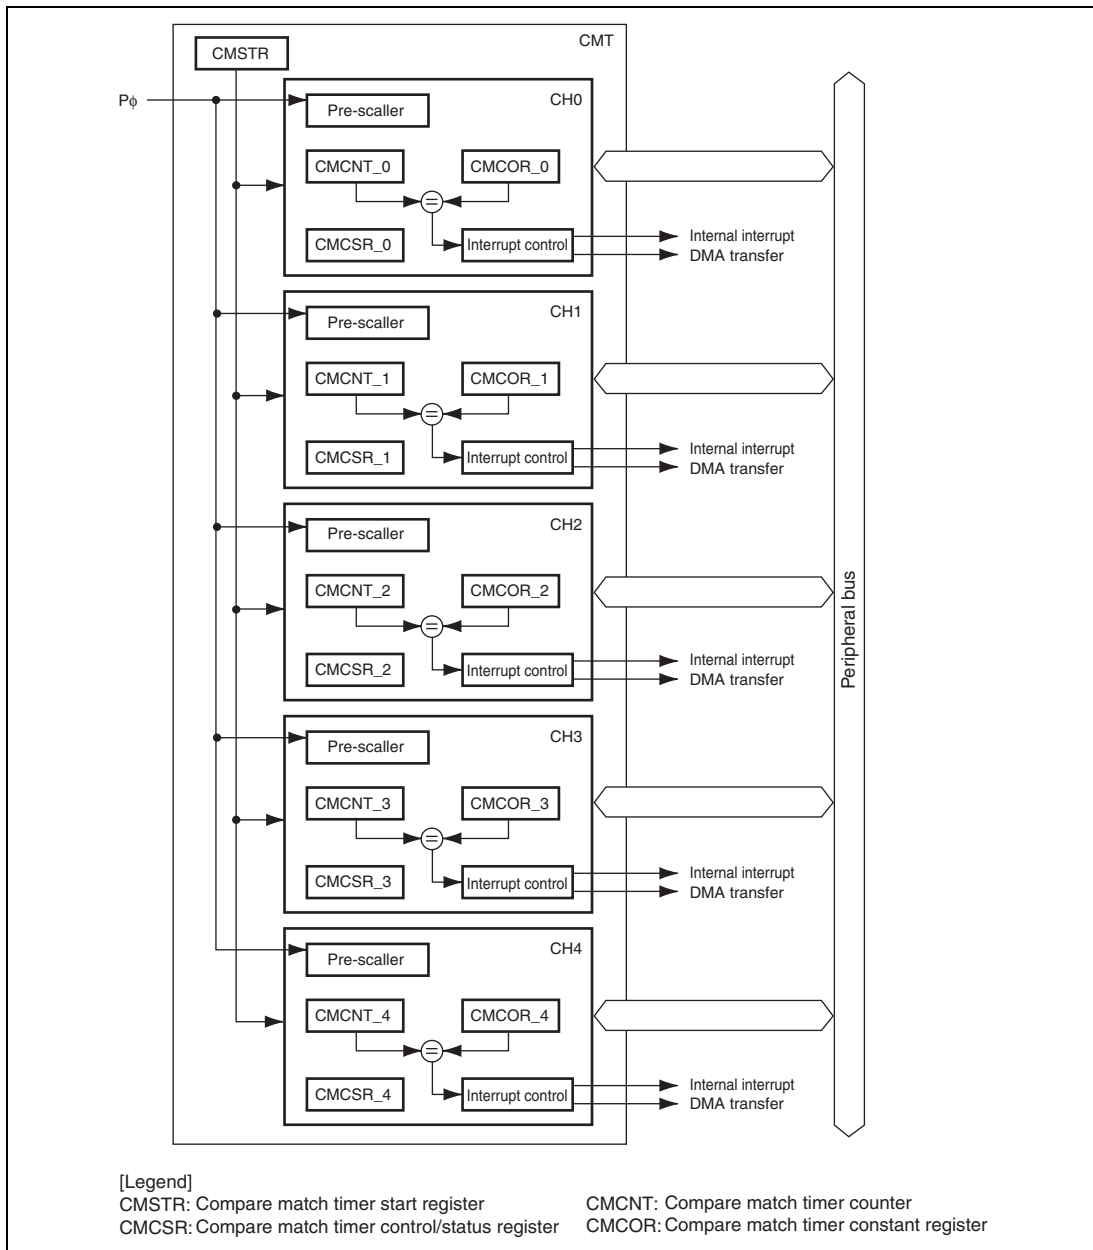 CMT
CMSTR
Pφ
CH0
Pre-scaller
CMCNT_0
CMCOR_0
=
CMCSR_0
Interrupt control
Internal interrupt
DMA transfer
CH1
Pre-scaller
CMCNT_1
CMCOR_1
=
CMCSR_1
Interrupt control
Internal interrupt
DMA transfer
CH2
Pre-scaller
CMCNT_2
CMCOR_2
=
CMCSR_2
Interrupt control
Internal interrupt
DMA transfer
CH3
Pre-scaller
CMCNT_3
CMCOR_3
=
CMCSR_3
Interrupt control
Internal interrupt
DMA transfer
CH4
Pre-scaller
CMCNT_4
CMCOR_4
=
CMCSR_4
Interrupt control
Internal interrupt
DMA transfer
Peripheral bus
[Legend]
CMSTR: Compare match timer start register
CMCSR: Compare match timer control/status register
CMCNT: Compare match timer counter
CMCOR: Compare match timer constant register